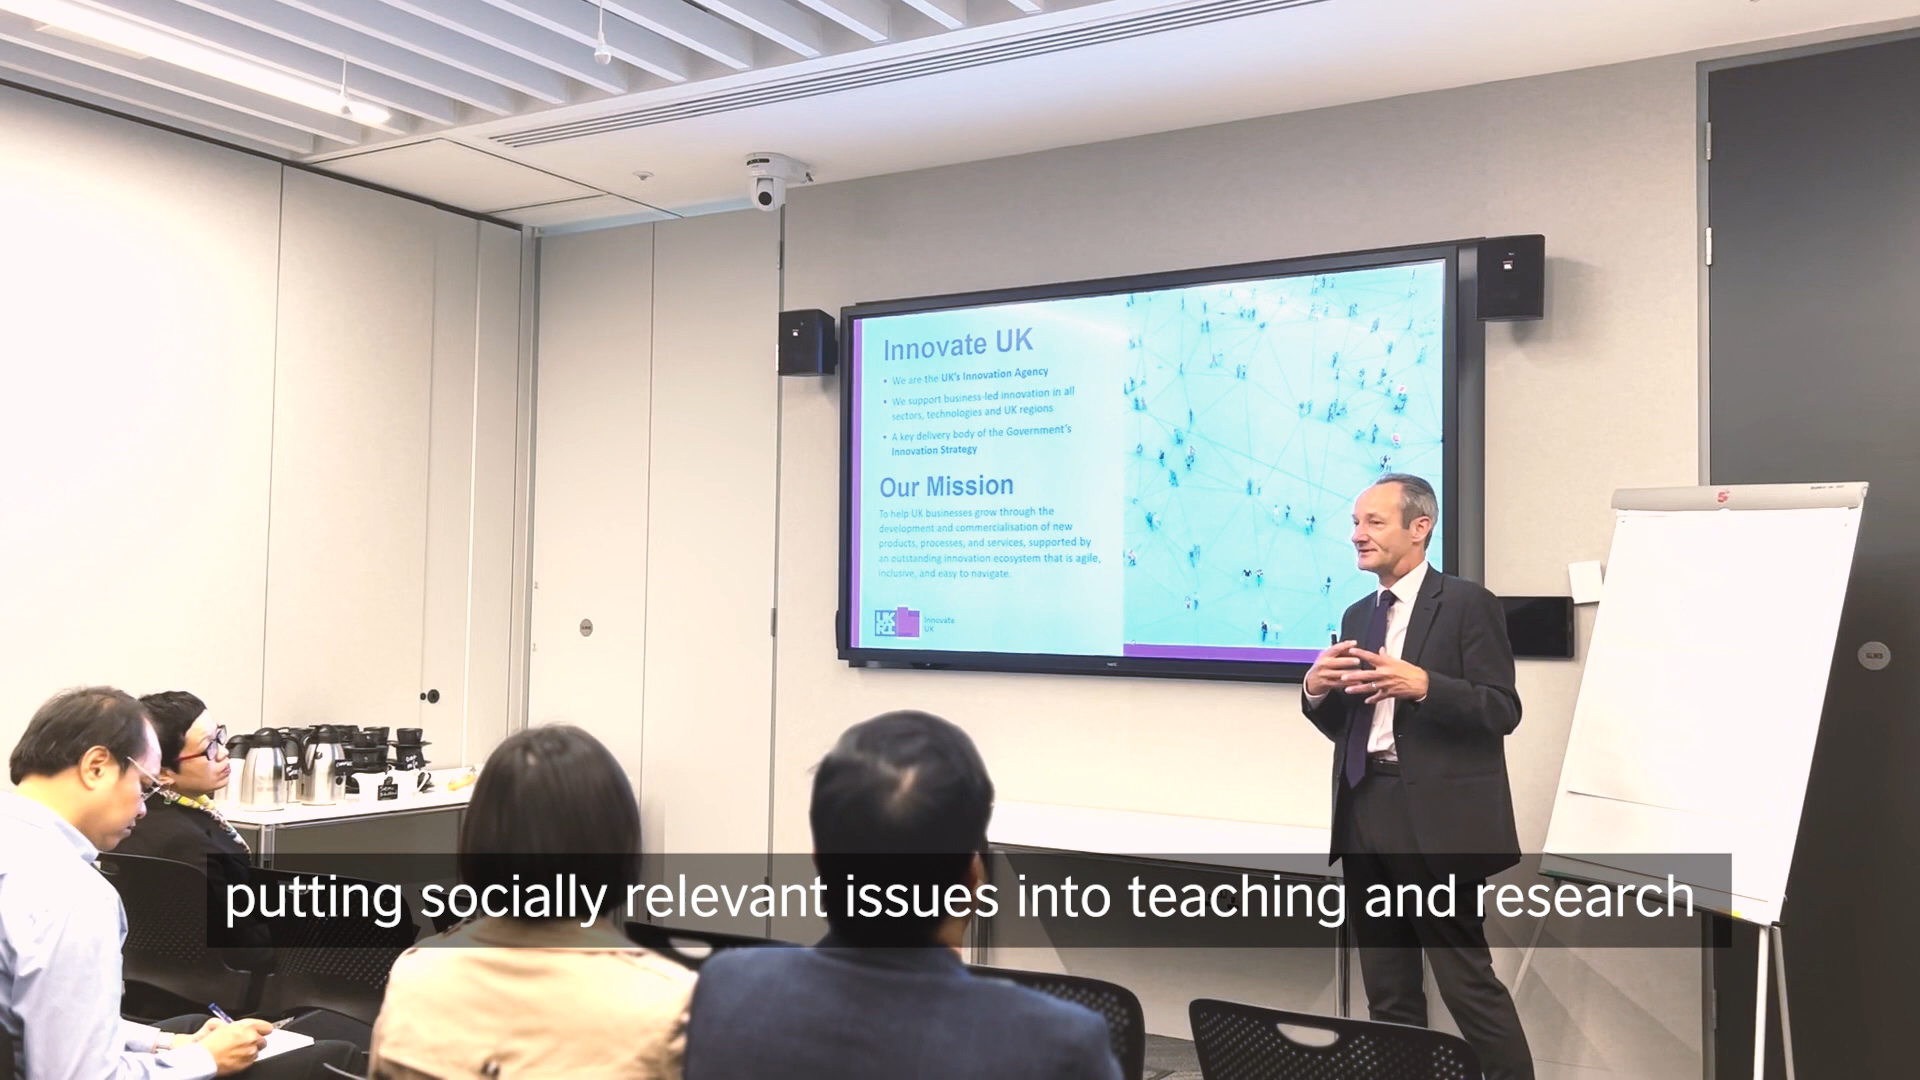 Innovate UK
• We are the UK's Innovation Agency
• We support business-led innovation in all
sectors, technologies and UK regions
• A key delivery body of the Government's
Innovation Strategy
Our Mission
To help UK businesses grow through the
development and commercialisation of new
products, processes, and services, supported by
an outstanding innovation ecosystem that is agile,
inclusive, and easy to navigate.
UK
RI
Innovate
UK
putting socially relevant issues into teaching and research